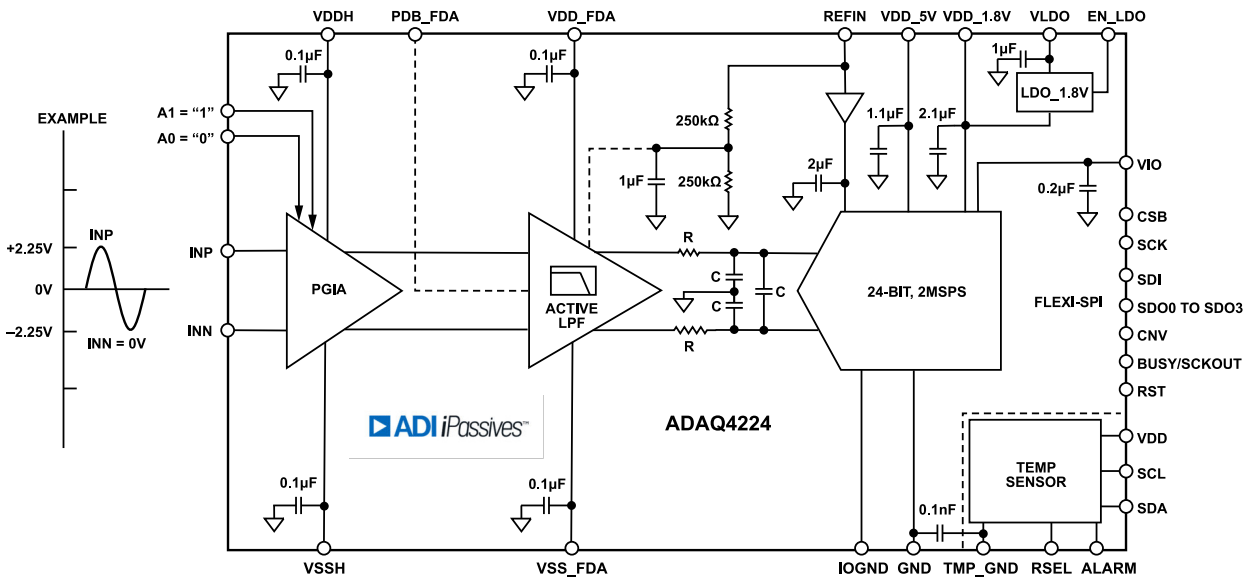 VDDH
PDB_FDA
VDD_FDA
REFIN
VDD_5V
VDD_1.8V
VLDO
EN_LDO
0.1µF
0.1µF
1µF
LDO_1.8V
A1 = “1”
A0 = “0”
EXAMPLE
250kΩ
1.1µF
2.1µF
2µF
1µF
250kΩ
0.2µF
VIO
CSB
SCK
SDI
SDO0 TO SDO3
CNV
BUSY/SCKOUT
RST
FLEXI-SPI
+2.25V
INP
0V
–2.25V
INN = 0V
INP
INN
PGIA
ACTIVE
LPF
R
C
C
C
R
24-BIT, 2MSPS
ADI iPassives™
ADAQ4224
TEMP
SENSOR
VDD
SCL
SDA
0.1µF
0.1µF
0.1nF
VSSH
VSS_FDA
IOGND
GND
TMP_GND
RSEL
ALARM